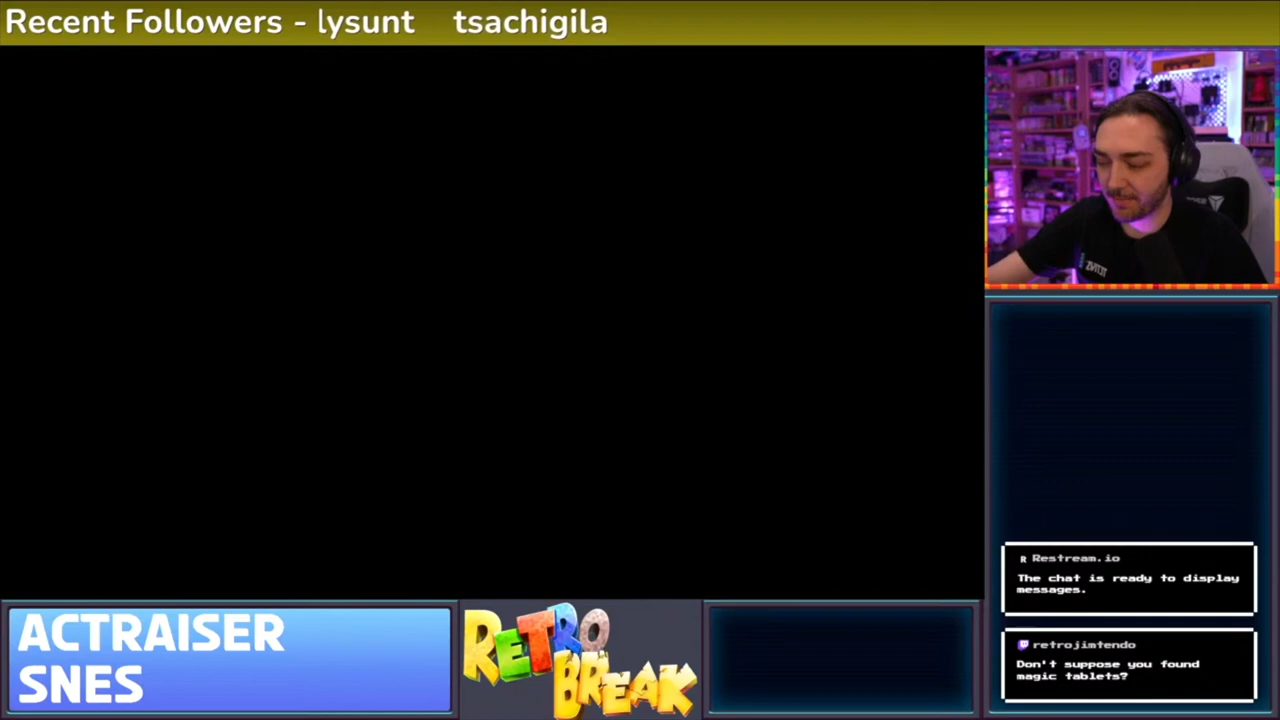 Recent Followers - lysunt tsachigila
Restream.io
The chat is ready to display
messages.
retrojimtendo
Don't suppose you found
magic tablets?
ACTRAISER
SNES
RETRO
BREAK